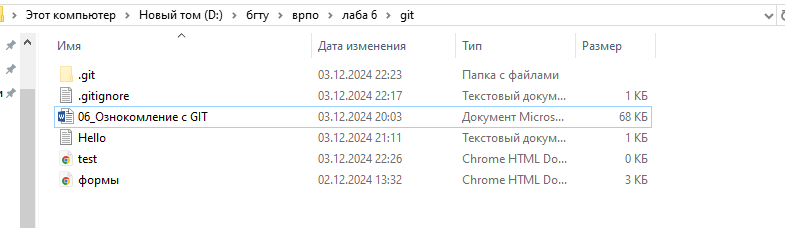 Этот компьютер > Новый том (D:) > бгту > врпо > лаба 6 > git
Имя Дата изменения Тип Размер
.git 03.12.2024 22:23 Папка с файлами
.gitignore 03.12.2024 22:17 Текстовый докум... 1 КБ
06_Ознокомление с GIT 03.12.2024 20:03 Документ Micros... 68 КБ
Hello 03.12.2024 21:11 Текстовый докум... 1 КБ
test 03.12.2024 22:26 Chrome HTML Do... 0 КБ
формы 02.12.2024 13:32 Chrome HTML Do... 3 КБ